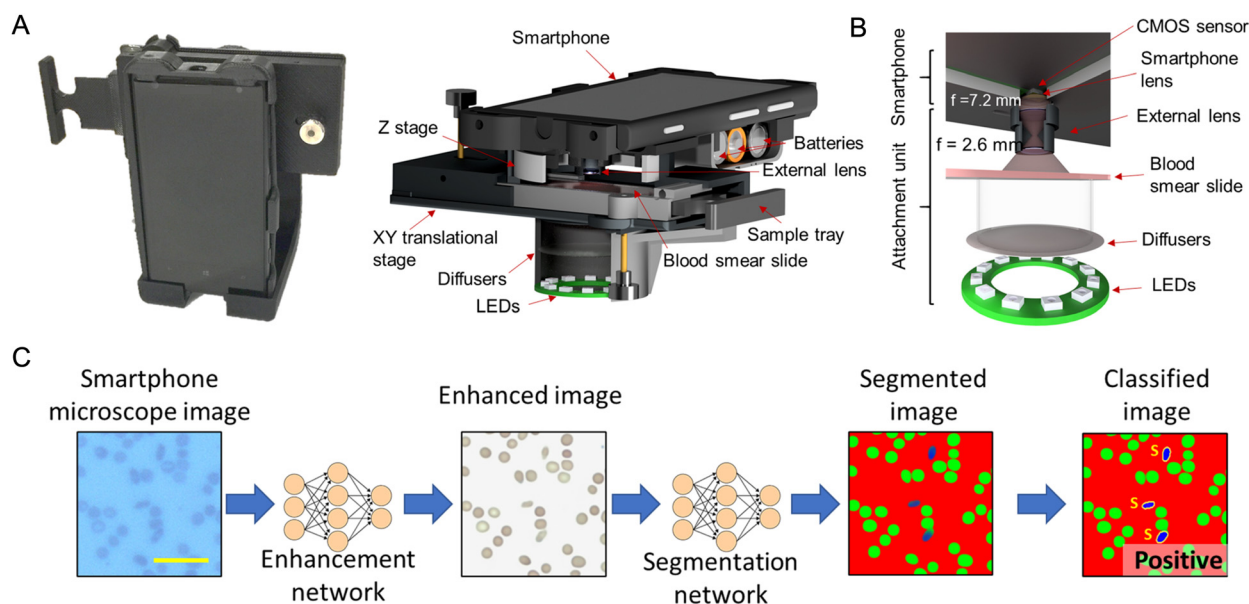 A
Smartphone
Z stage
Batteries
External lens
XY translational
stage
Sample tray
Diffusers
Blood smear slide
LEDs
B
CMOS sensor
Smartphone
Smartphone
lens
f =7.2 mm
External lens
f = 2.6 mm
Attachment unit
Blood
smear slide
Diffusers
LEDs
C
Smartphone
microscope image
Enhancement
network
Enhanced image
Segmentation
network
Segmented
image
Classified
image
S
S
S
Positive